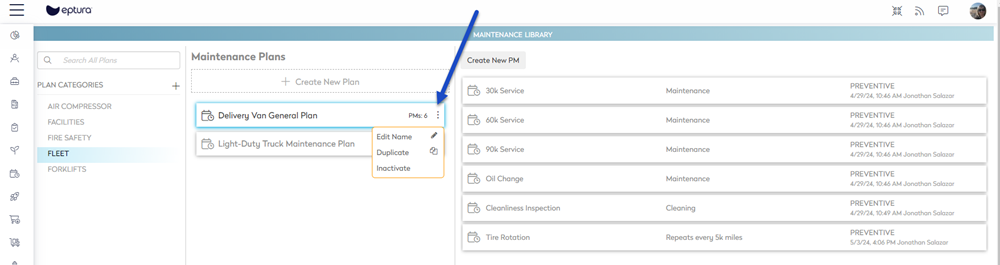 eptura
MAINTENANCE LIBRARY
Search All Plans
PLAN CATEGORIES
AIR COMPRESSOR
FACILITIES
FIRE SAFETY
FLEET
FORKLIFTS
Maintenance Plans
Create New Plan
Delivery Van General Plan PMs: 6
Light-Duty Truck Maintenance Plan
Edit Name
Duplicate
Inactivate
Create New PM
30k Service Maintenance PREVENTIVE
4/29/24, 10:46 AM Jonathan Salazar
60k Service Maintenance PREVENTIVE
4/29/24, 10:46 AM Jonathan Salazar
90k Service Maintenance PREVENTIVE
4/29/24, 10:46 AM Jonathan Salazar
Oil Change Maintenance PREVENTIVE
4/29/24, 10:46 AM Jonathan Salazar
Cleanliness Inspection Cleaning PREVENTIVE
4/29/24, 10:49 AM Jonathan Salazar
Tire Rotation Repeats every 5k miles PREVENTIVE
5/3/24, 4:06 PM Jonathan Salazar